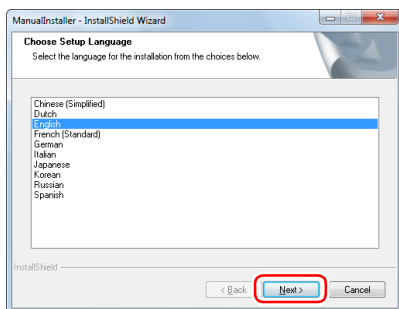 ManualInstaller - InstallShield Wizard
Choose Setup Language
Select the language for the installation from the choices below.
Chinese (Simplified)
Dutch
English
French (Standard)
German
Italian
Japanese
Korean
Russian
Spanish
InstallShield
< Back
Next >
Cancel